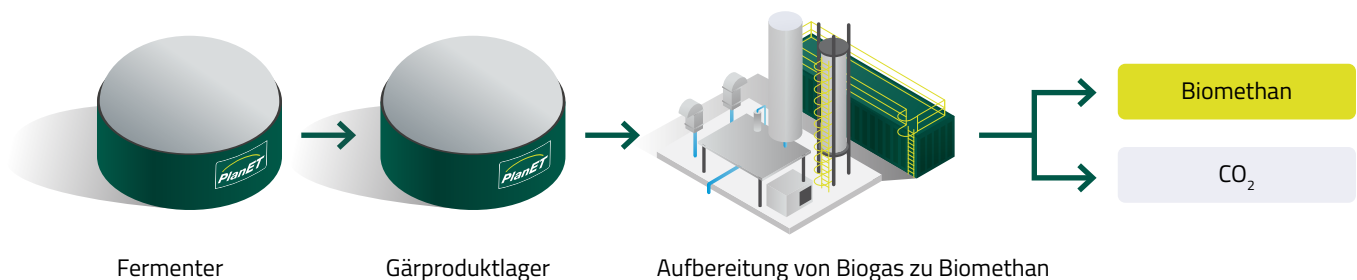 PlanET
PlanET
Biomethan
CO₂
Fermenter
Gärproduktlager
Aufbereitung von Biogas zu Biomethan